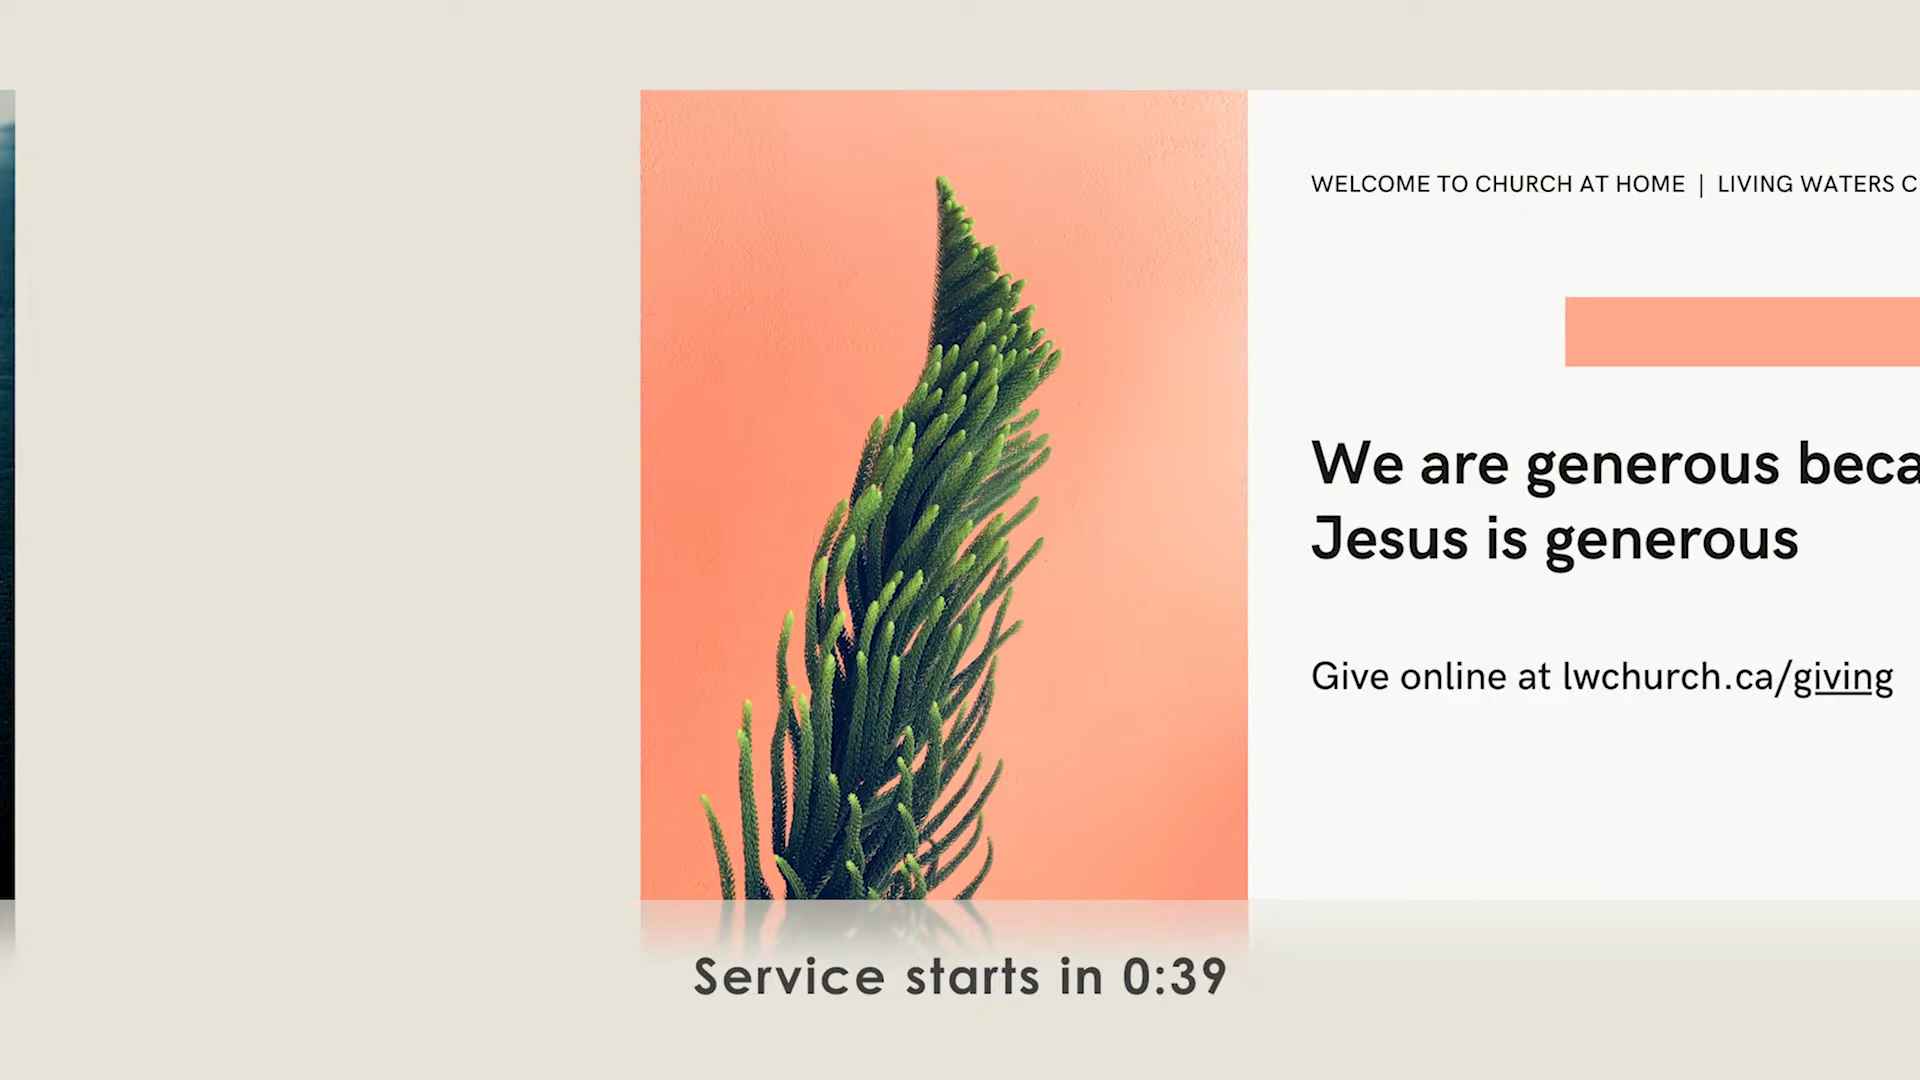 WELCOME TO CHURCH AT HOME | LIVING WATERS
We are generous
Jesus is generous
Give online at lwchurch.ca/giving
Service starts in 0:39